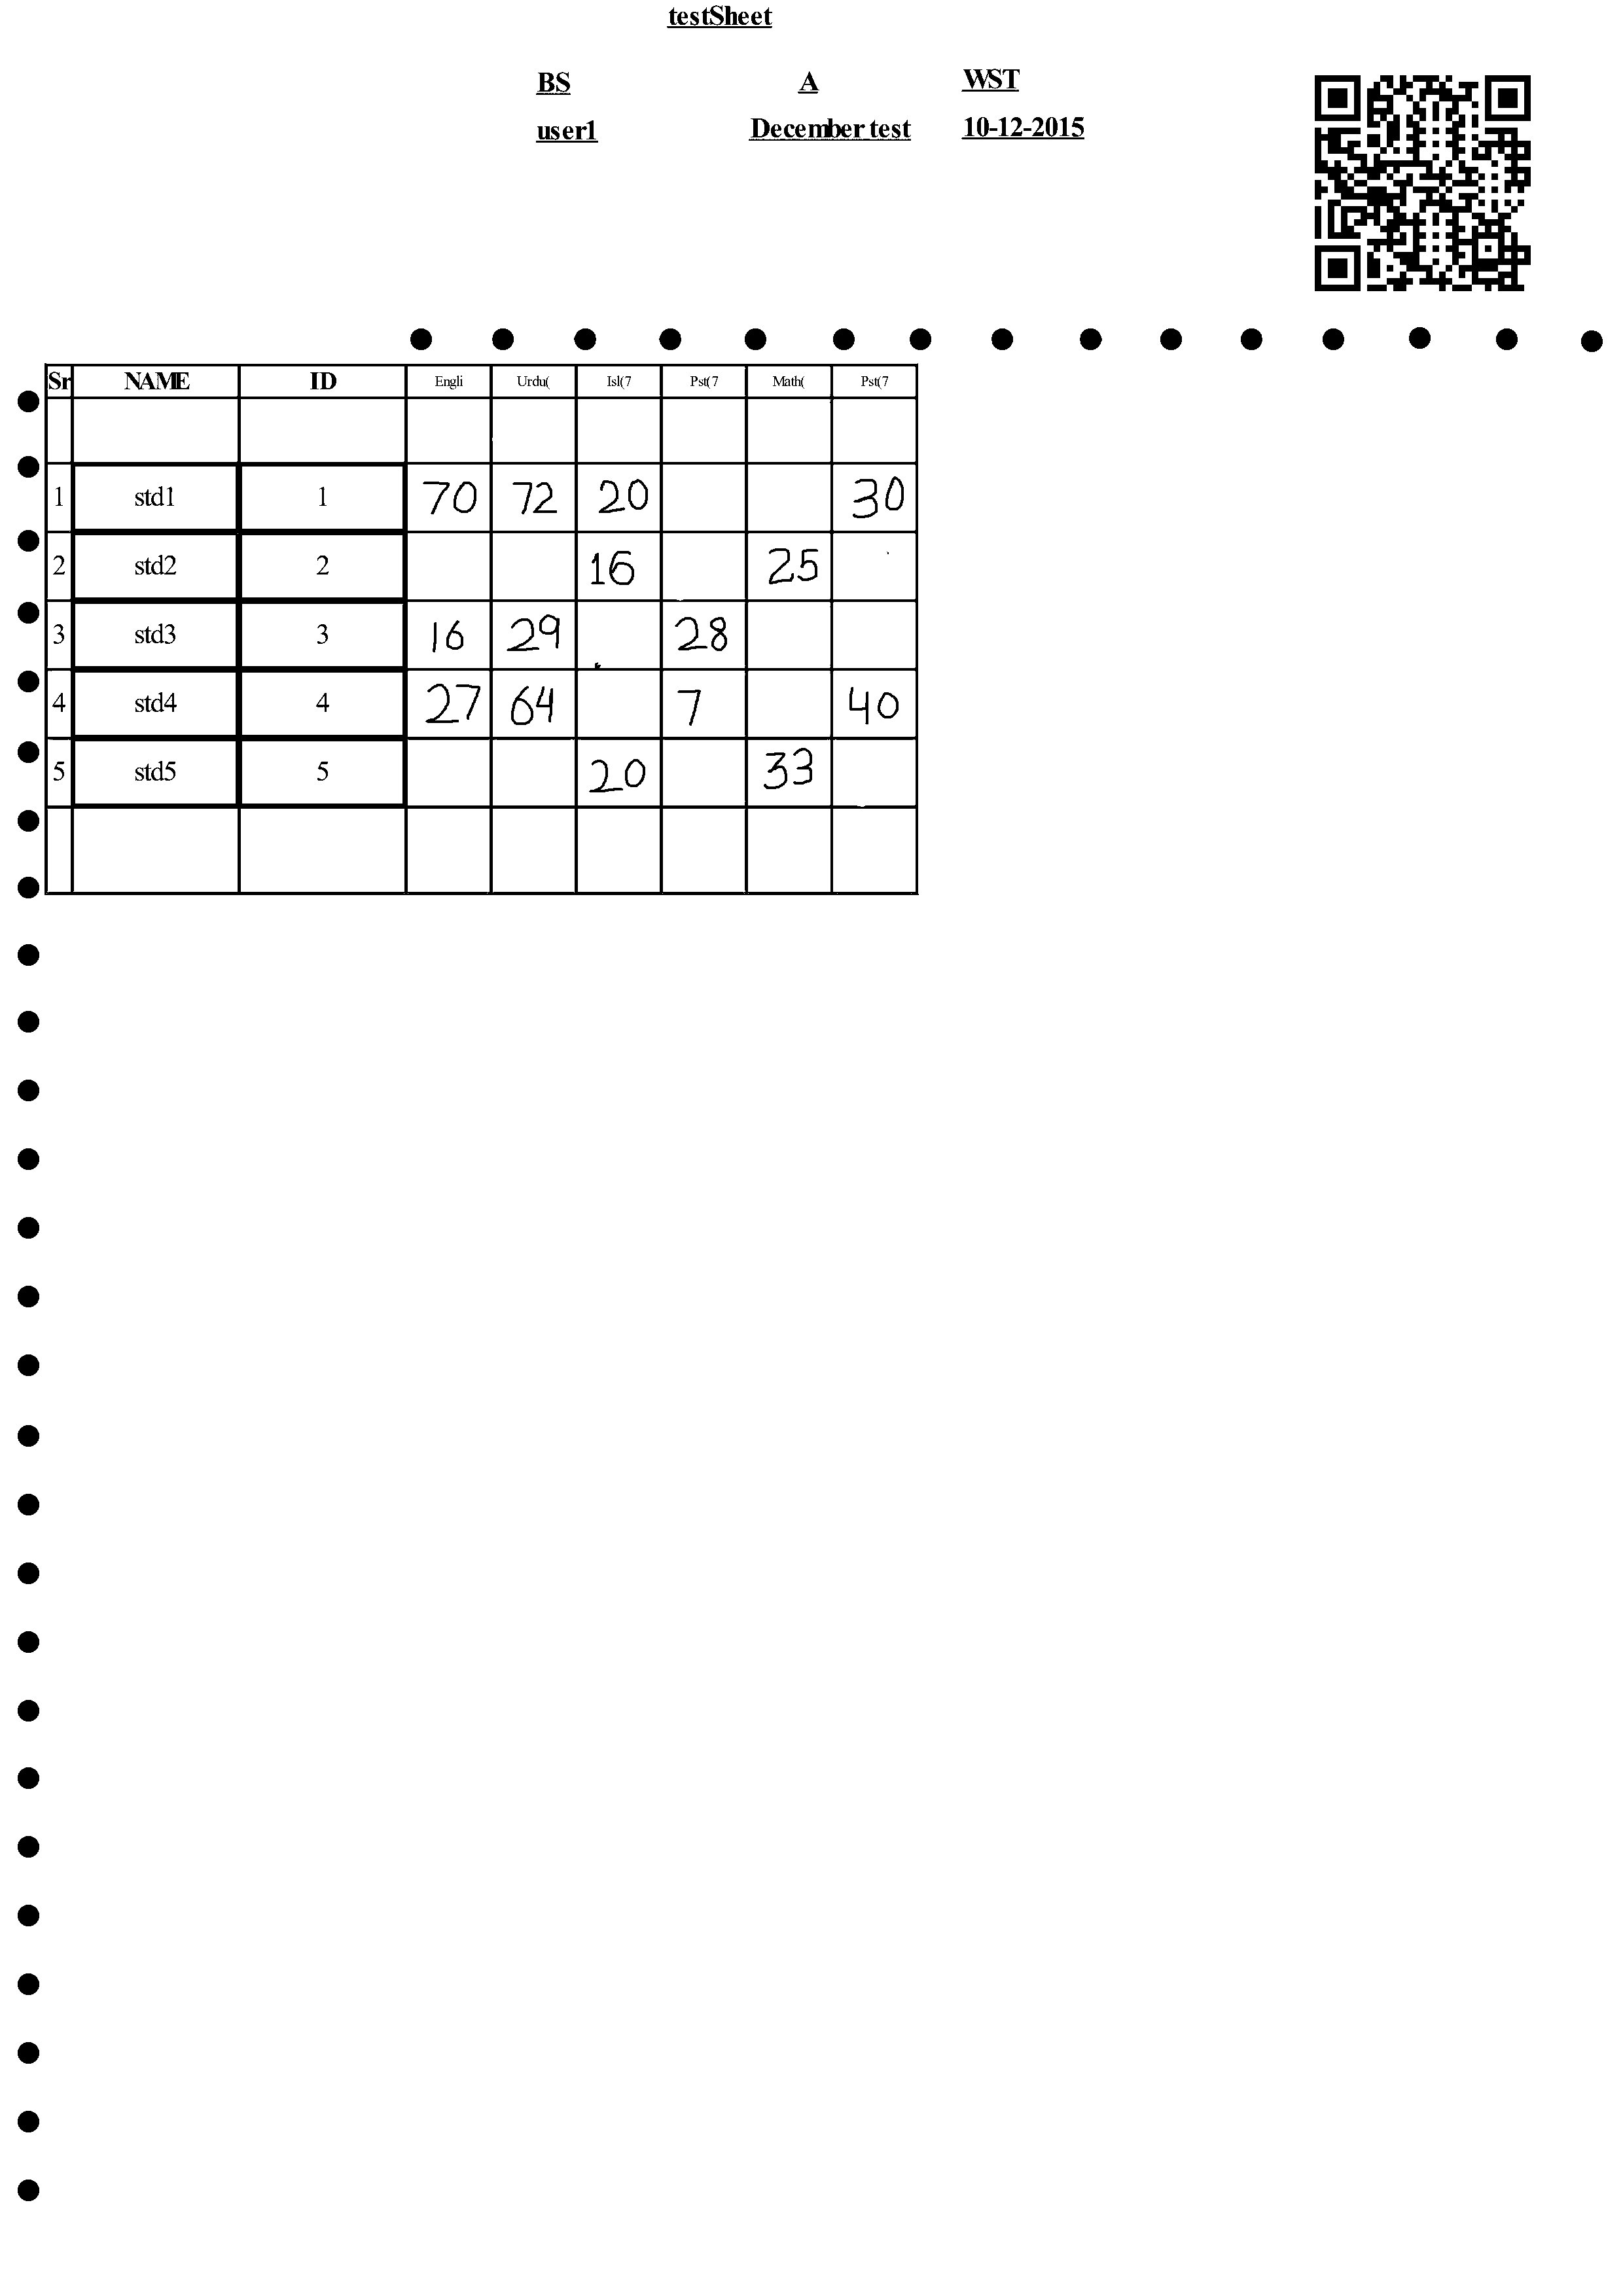 testSheet
BS A WST
user1 December test 10-12-2015
Sr NAME ID Engli Urdu( Isl(7 Pst(7 Math( Pst(7
1 std1 1 70 72 20 30
2 std2 2 16 25
3 std3 3 16 29 28
4 std4 4 27 64 7 40
5 std5 5 20 33